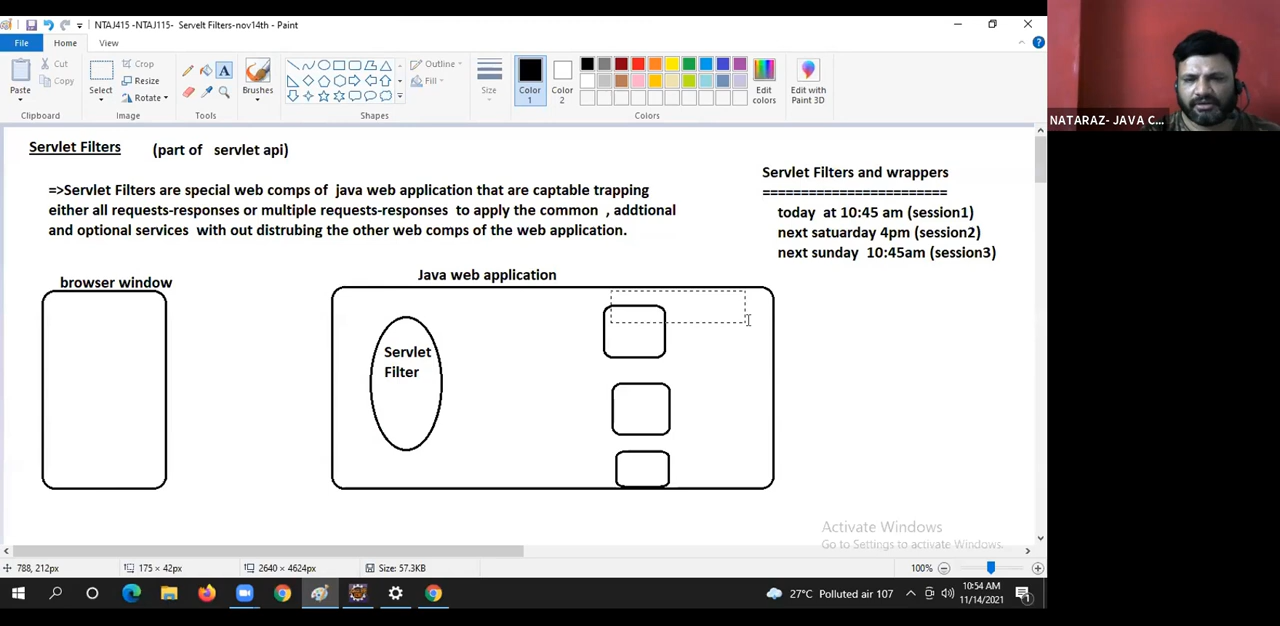 NTAJ415 -NTAJ115- Servelt Filters-nov14th - Paint
File
Home
View
Paste
Cut
Copy
Clipboard
Select
Crop
Resize
Rotate
Image
A
Tools
Brushes
Outline
Fill
Shapes
Size
Color
1
Color
2
Edit
colors
Edit with
Paint 3D
Colors
NATARAZ- JAVA C...
Servlet Filters
(part of servlet api)
=>Servlet Filters are special web comps of java web application that are captable trapping
either all requests-responses or multiple requests-responses to apply the common , addtional
and optional services with out distrubing the other web comps of the web application.
Servlet Filters and wrappers
========================
today at 10:45 am (session1)
next satuarday 4pm (session2)
next sunday 10:45am (session3)
browser window
Java web application
Servlet
Filter
Activate Windows
Go to Settings to activate Windows.
788, 212px
175 × 42px
2640 × 4624px
Size: 57.3KB
100%
27°C Polluted air 107
10:54 AM
11/14/2021
1